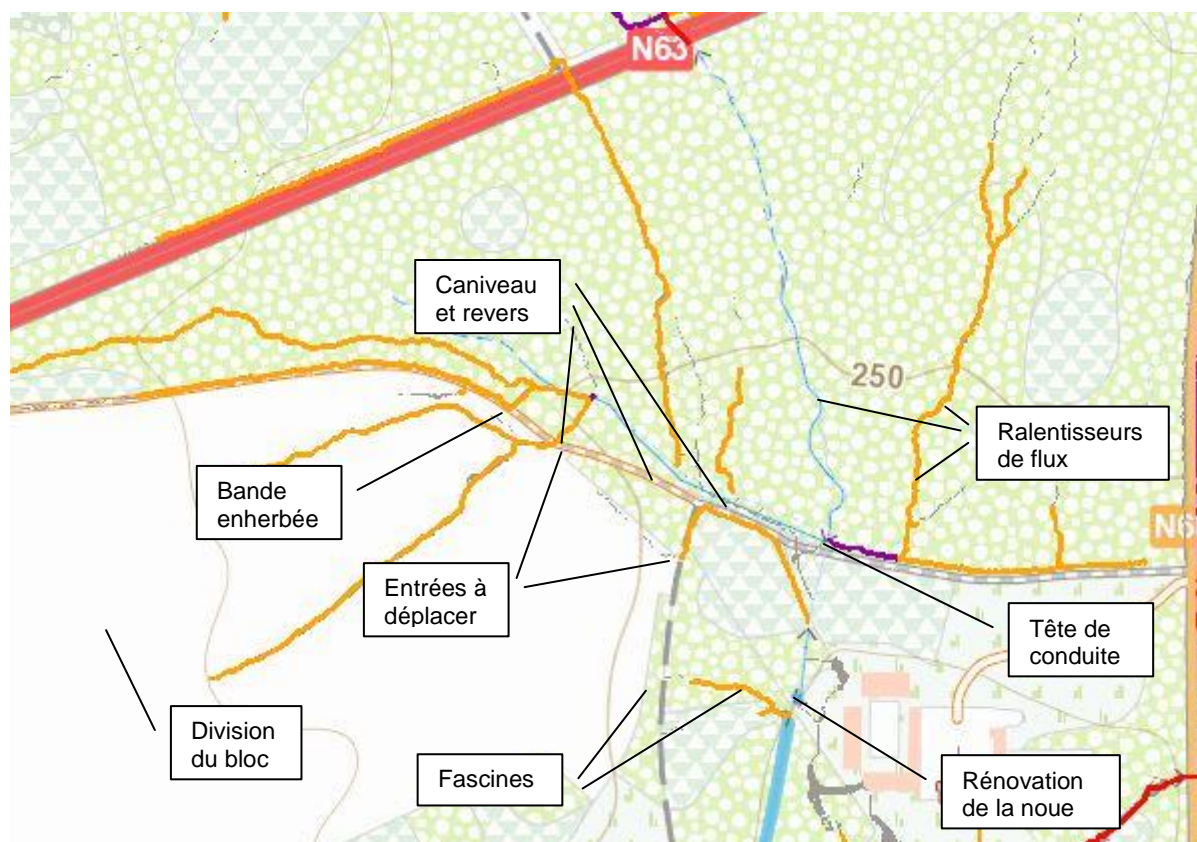 N63
Caniveau
et revers
250
Ralentisseurs
de flux
Bande
enherbée
N6
Entrées à
déplacer
Tête de
conduite
Division
du bloc
Fascines
Rénovation
de la noue